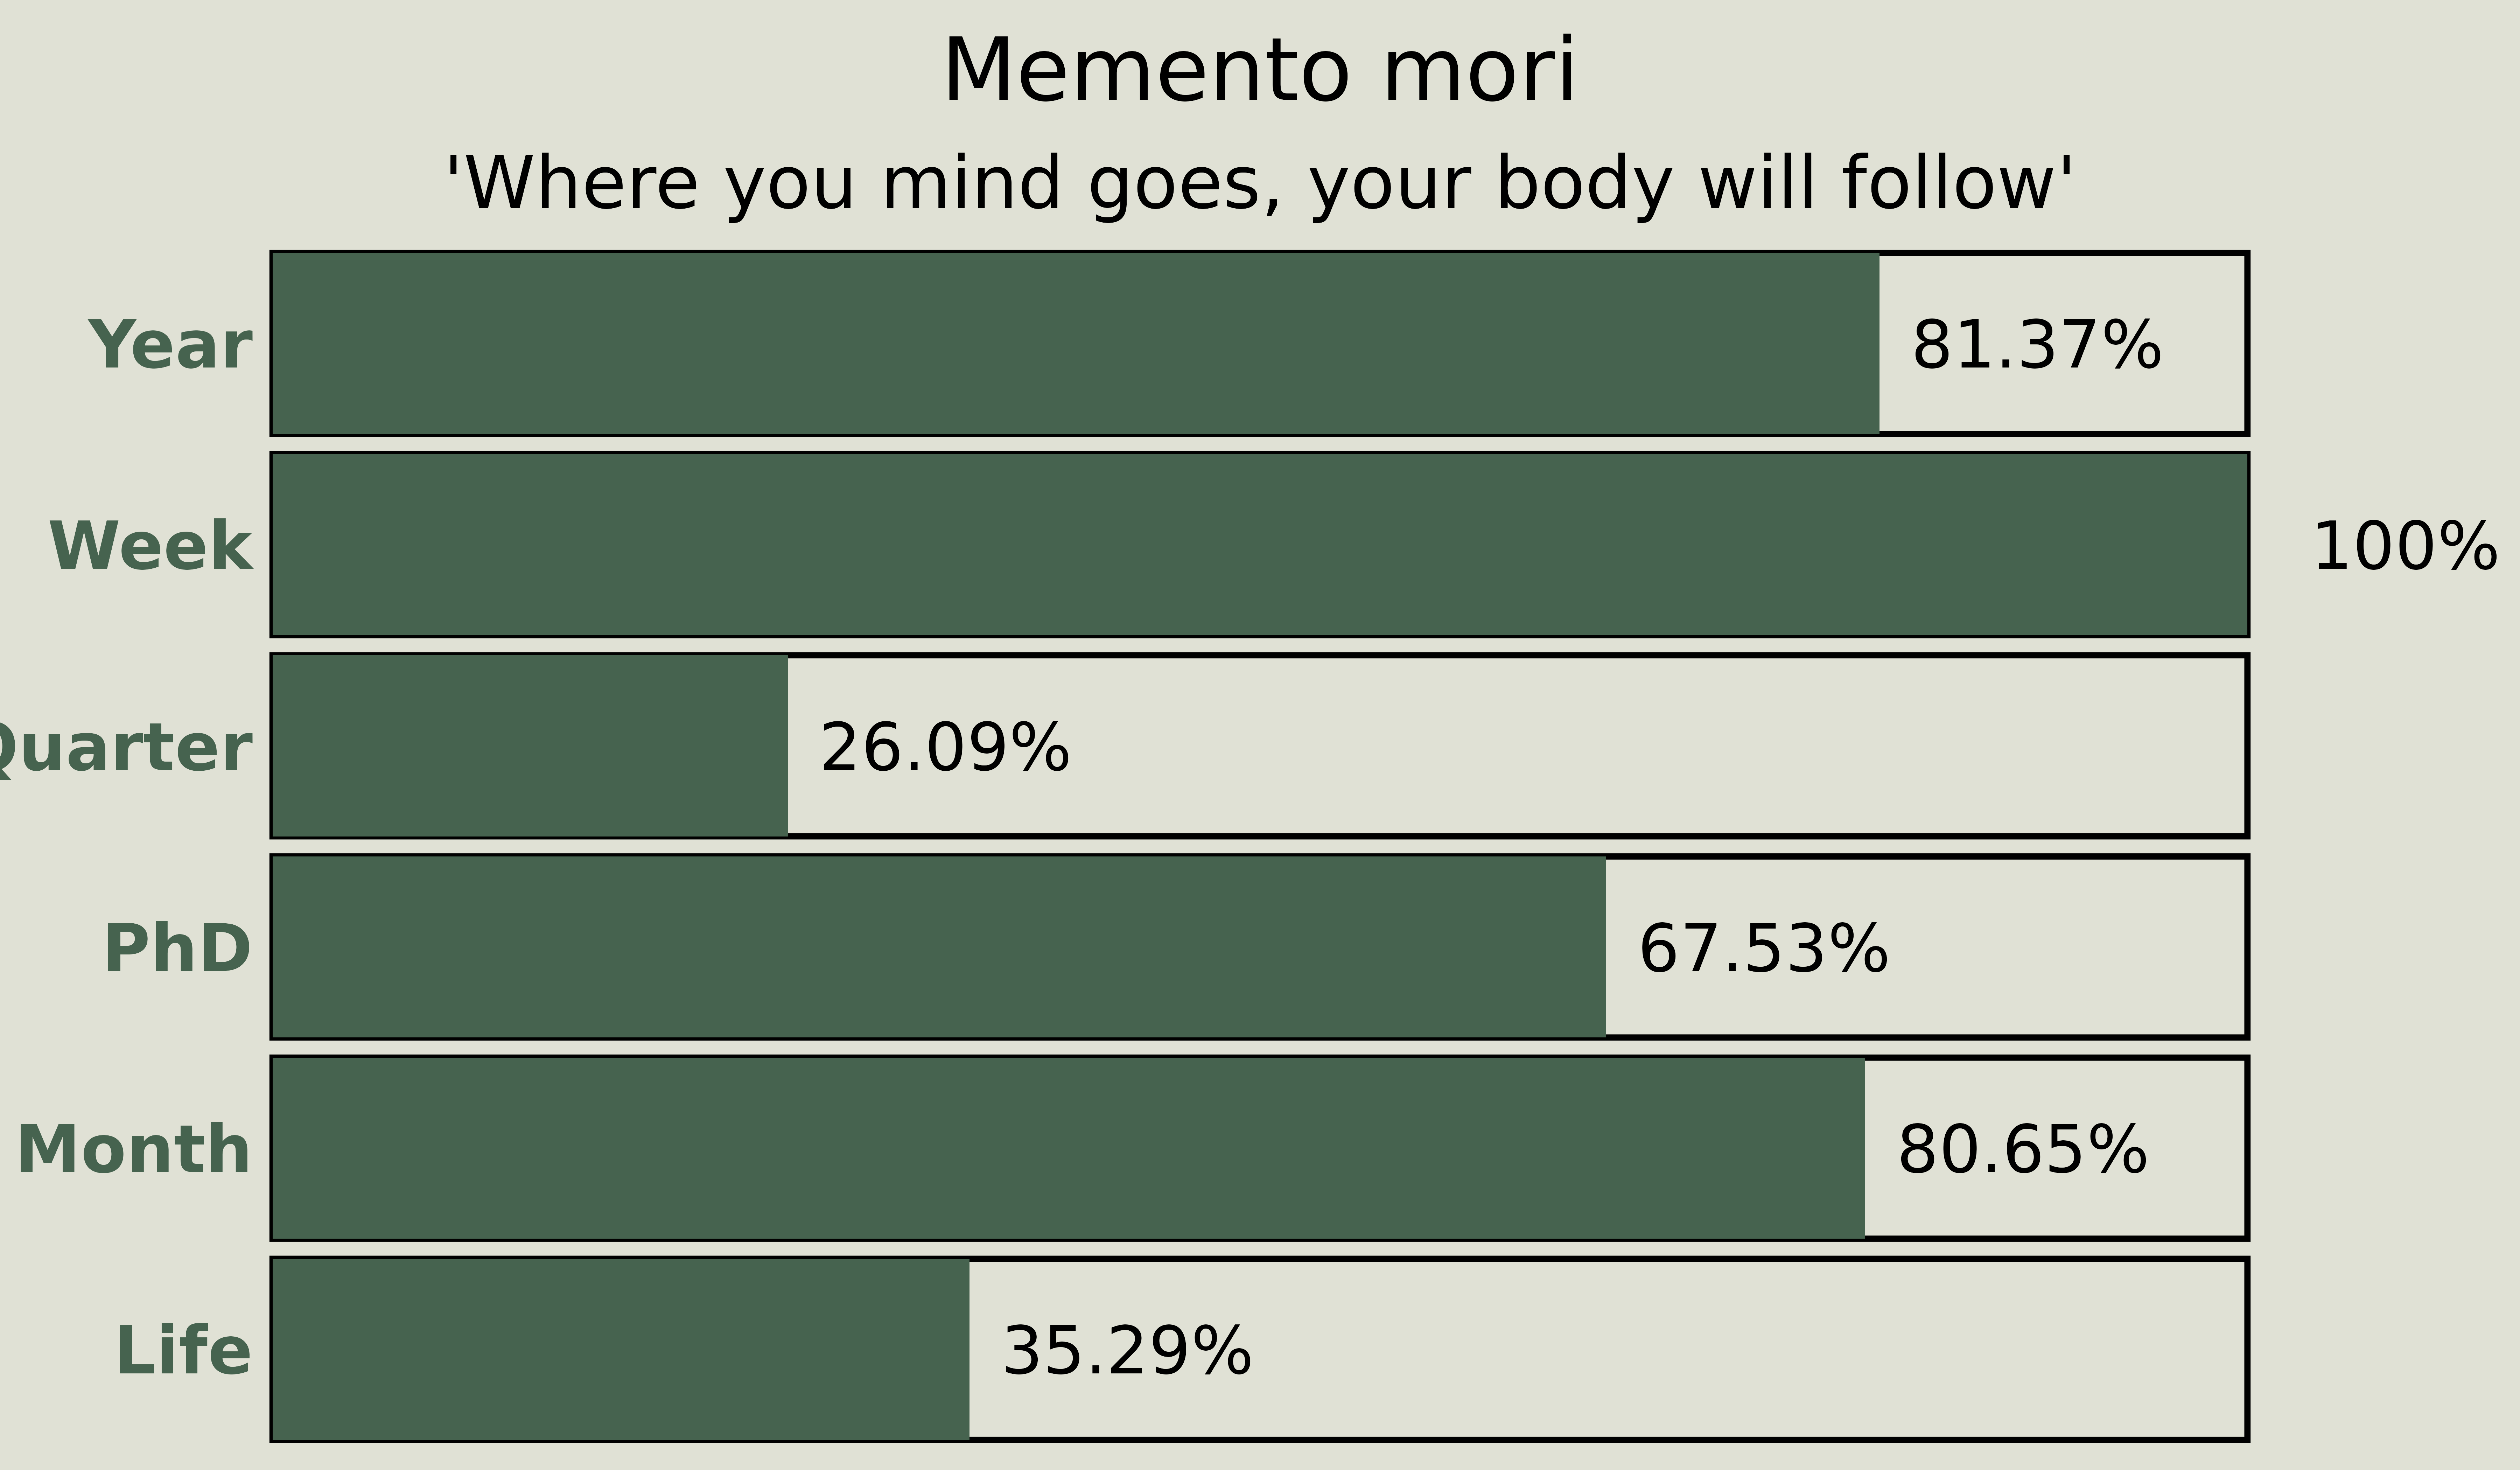 Memento mori
'Where you mind goes, your body will follow'
Year 81.37%
Week 100%
Quarter 26.09%
PhD 67.53%
Month 80.65%
Life 35.29%